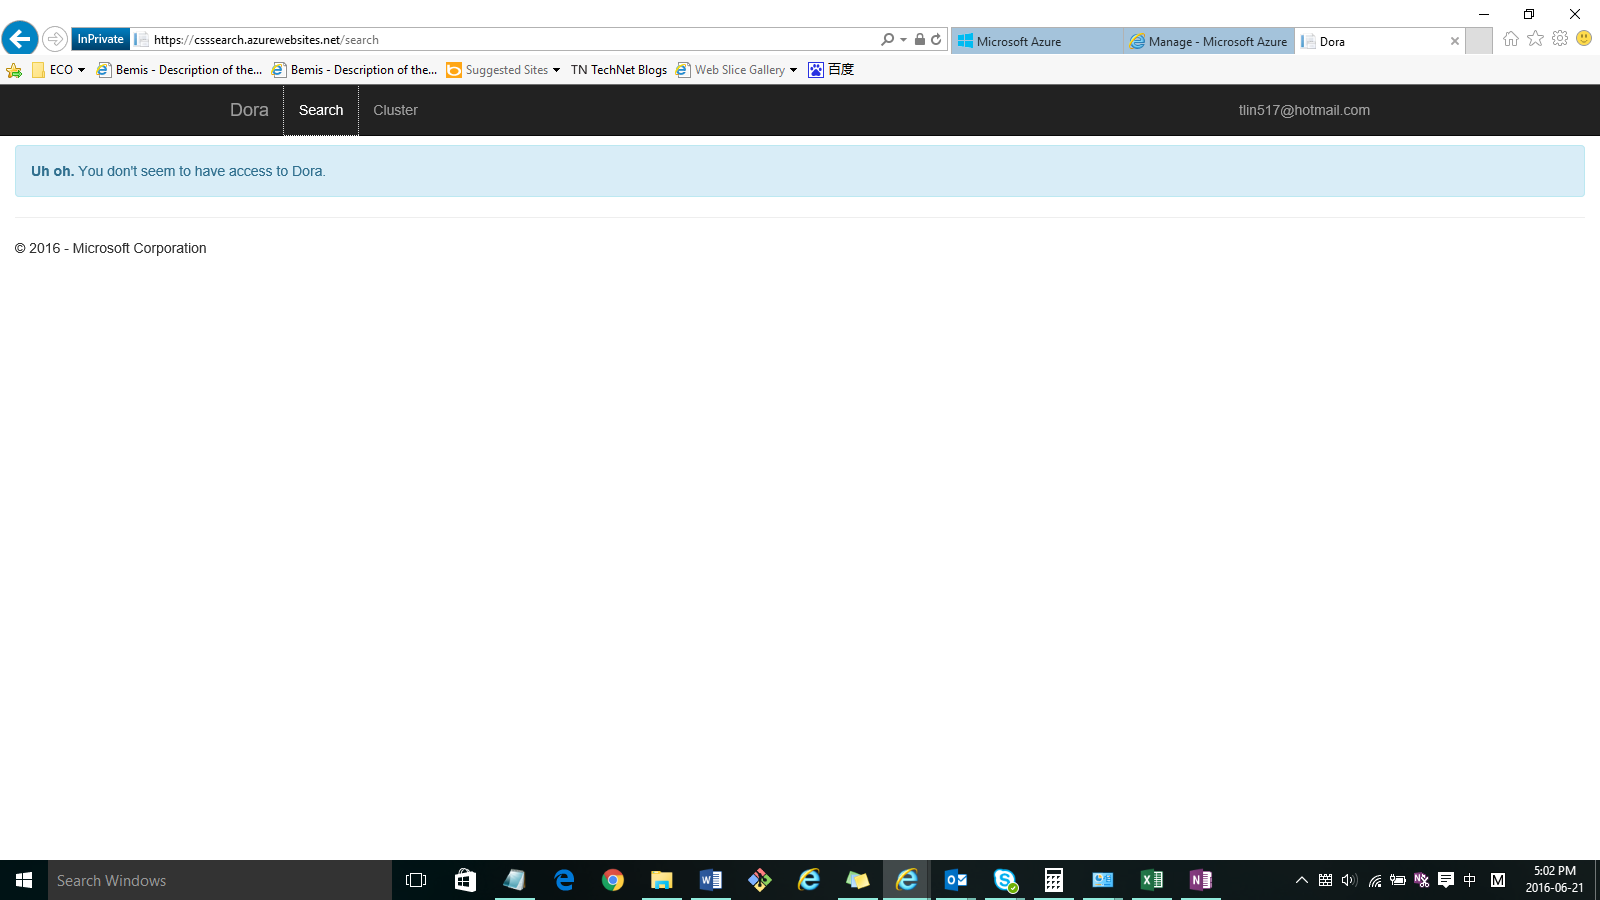 InPrivate https://csssearch.azurewebsites.net/search Microsoft Azure Manage - Microsoft Azure Dora
ECO Bemis - Description of the... Bemis - Description of the... Suggested Sites TN TechNet Blogs Web Slice Gallery 百度
Dora Search Cluster tlin517@hotmail.com
Uh oh. You don't seem to have access to Dora.
© 2016 - Microsoft Corporation
Search Windows 中 M 5:02 PM
2016-06-21